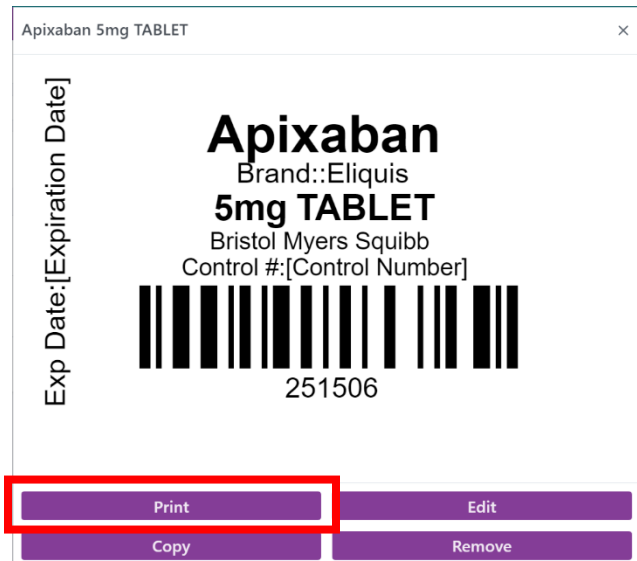 Apixaban 5mg TABLET
Exp Date:[Expiration Date]
Apixaban
Brand::Eliquis
5mg TABLET
Bristol Myers Squibb
Control #:[Control Number]
251506
Print
Edit
Copy
Remove